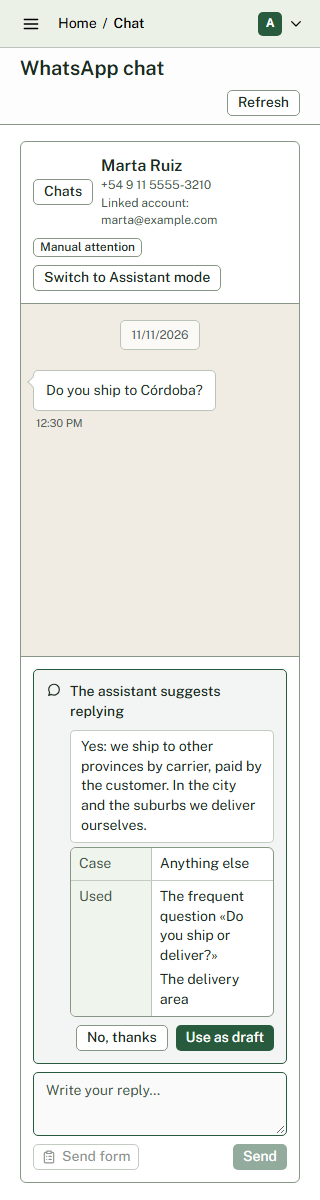 Home / Chat
A
WhatsApp chat
Refresh
Chats
Marta Ruiz
+54 9 11 5555-3210
Linked account:
marta@example.com
Manual attention
Switch to Assistant mode
11/11/2026
Do you ship to Córdoba?
12:30 PM
The assistant suggests
replying
Yes: we ship to other
provinces by carrier, paid by
the customer. In the city
and the suburbs we deliver
ourselves.
Case
Anything else
Used
The frequent
question «Do
you ship or
deliver?»
The delivery
area
No, thanks
Use as draft
Write your reply...
Send form
Send